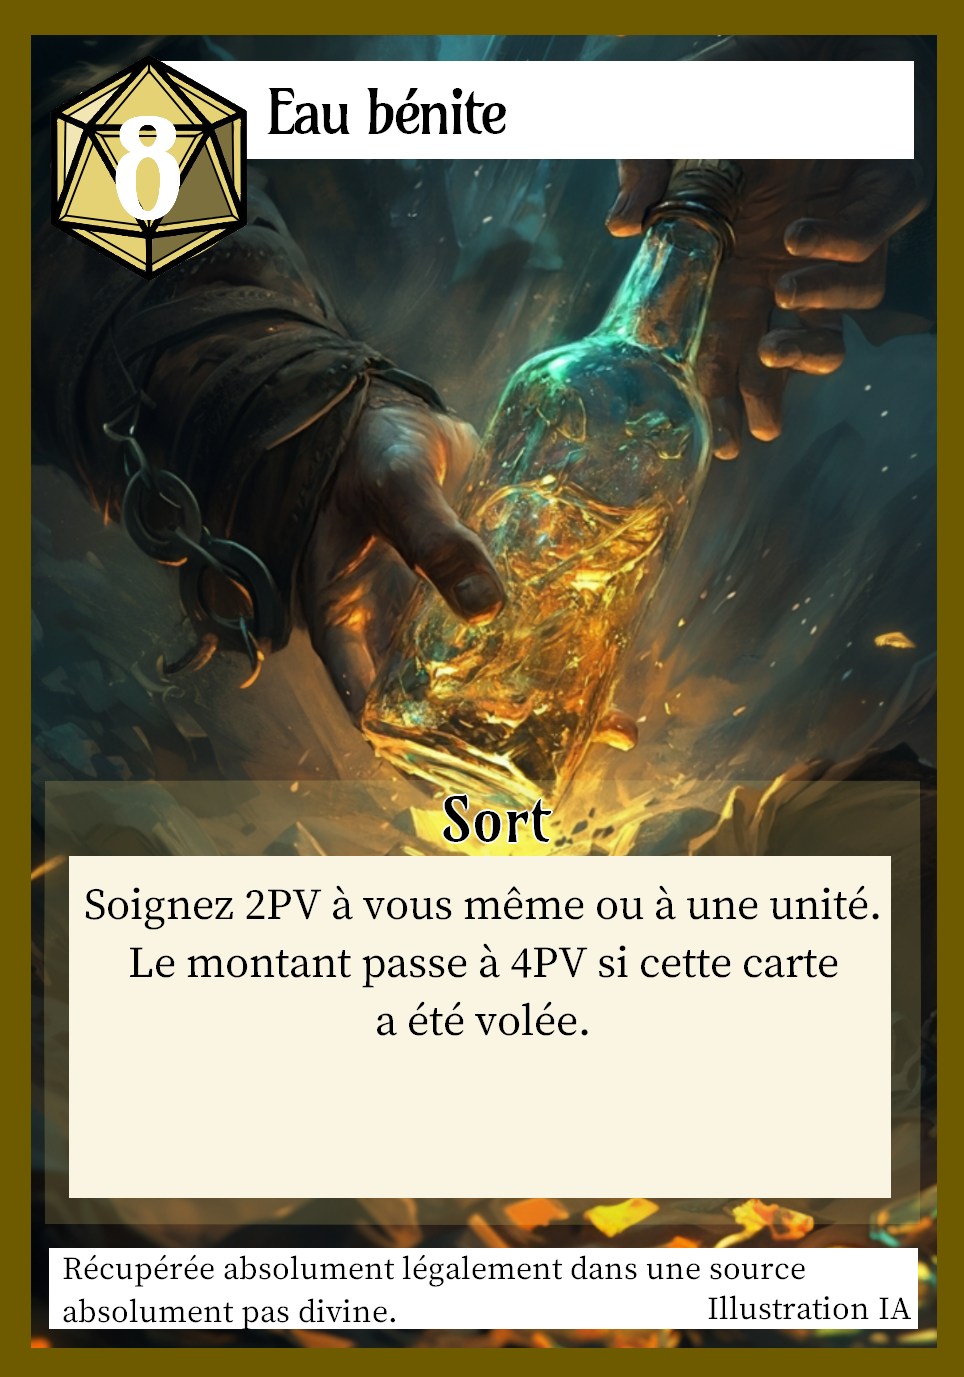 8
Eau bénite
Sort
Soignez 2PV à vous même ou à une unité.
Le montant passe à 4PV si cette carte
a été volée.
Récupérée absolument légalement dans une source
absolument pas divine.
Illustration IA